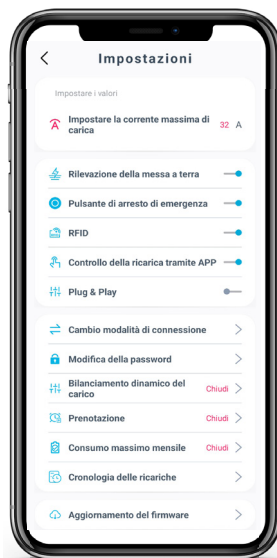 Impostazioni
Impostare i valori
Impostare la corrente massima di
carica
32 A
Rilevazione della messa a terra
Pulsante di arresto di emergenza
RFID
Controllo della ricarica tramite APP
Plug & Play
Cambio modalità di connessione
Modifica della password
Bilanciamento dinamico del
carico
Chiudi
Prenotazione
Chiudi
Consumo massimo mensile
Chiudi
Cronologia delle ricariche
Aggiornamento del firmware